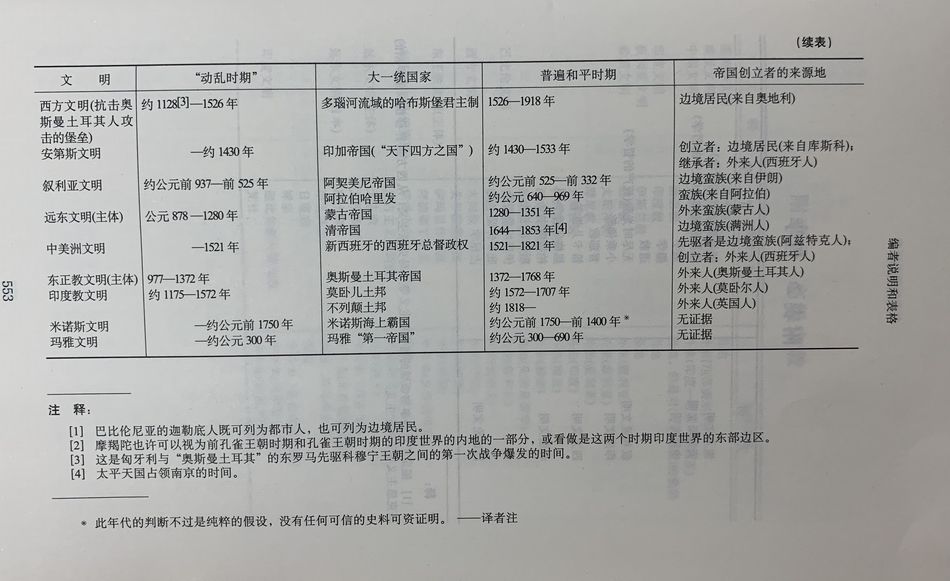 (续表)
文 明 “动乱时期” 大一统国家 普遍和平时期 帝国创立者的来源地
西方文明(抗击奥 约 1128[3]—1526 年 多瑙河流域的哈布斯堡君主制 1526—1918 年 边境居民(来自奥地利)
斯曼土耳其人攻
击的堡垒)
安第斯文明 —约 1430 年 印加帝国(“天下四方之国”) 约 1430—1533 年 创立者：边境居民(来自库斯科)；
继承者：外来人(西班牙人)
叙利亚文明 约公元前 937—前 525 年 阿契美尼帝国 约公元前 525—前 332 年 边境蛮族(来自伊朗)
阿拉伯哈里发 约公元 640—969 年 蛮族(来自阿拉伯)
远东文明(主体) 公元 878 —1280 年 蒙古帝国 1280—1351 年 外来蛮族(蒙古人)
清帝国 1644—1853 年[4] 边境蛮族(满洲人)
中美洲文明 —1521 年 新西班牙的西班牙总督政权 1521—1821 年 先驱者是边境蛮族(阿兹特克人)；
创立者：外来人(西班牙人)
东正教文明(主体) 977—1372 年 奥斯曼土耳其帝国 1372—1768 年 外来人(奥斯曼土耳其人)
印度教文明 约 1175—1572 年 莫卧儿土邦 约 1572—1707 年 外来人(莫卧尔人)
不列颠土邦 约 1818— 外来人(英国人)
米诺斯文明 —约公元前 1750 年 米诺斯海上霸国 约公元前 1750—前 1400 年 * 无证据
玛雅文明 —约公元 300 年 玛雅“第一帝国” 约公元 300—690 年 无证据
注 释：
[1] 巴比伦尼亚的迦勒底人既可列为都市人，也可列为边境居民。
[2] 摩羯陀也许可以视为前孔雀王朝时期和孔雀王朝时期的印度世界的内地的一部分，或看做是这两个时期印度世界的东部边区。
[3] 这是匈牙利与“奥斯曼土耳其”的东罗马先驱科穆宁王朝之间的第一次战争爆发的时间。
[4] 太平天国占领南京的时间。
* 此年代的判断不过是纯粹的假设，没有任何可信的史料可资证明。 ——译者注
编者说明和表格
553